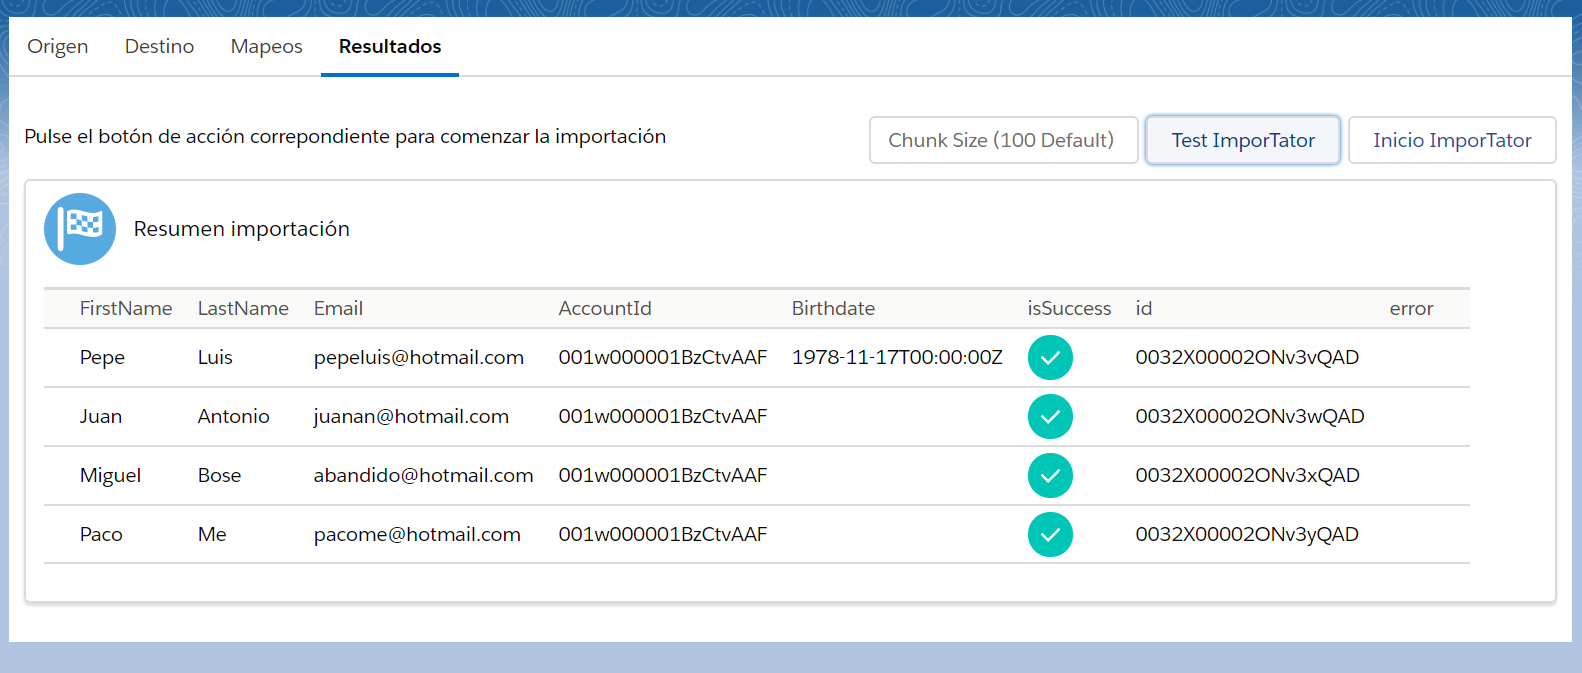 Origen Destino Mapeos Resultados
Pulse el botón de acción correpondiente para comenzar la importación
Chunk Size (100 Default) Test ImporTator Inicio ImporTator
Resumen importación
FirstName LastName Email AccountId Birthdate isSuccess id error
Pepe Luis pepeluis@hotmail.com 001w000001BzCtvAAF 1978-11-17T00:00:00Z 0032X00002ONv3vQAD
Juan Antonio juanan@hotmail.com 001w000001BzCtvAAF 0032X00002ONv3wQAD
Miguel Bose abandido@hotmail.com 001w000001BzCtvAAF 0032X00002ONv3xQAD
Paco Me pacome@hotmail.com 001w000001BzCtvAAF 0032X00002ONv3yQAD